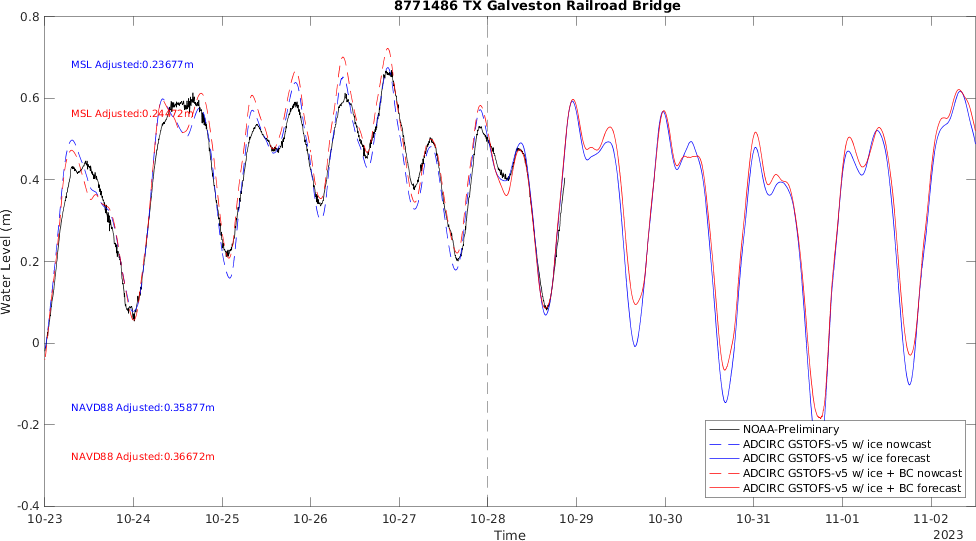 8771486 TX Galveston Railroad Bridge
0.8
0.6
0.4
0.2
0
-0.2
-0.4
Water Level (m)
MSL Adjusted:0.23677m
MSL Adjusted:0.24472m
NAVD88 Adjusted:0.35877m
NAVD88 Adjusted:0.36672m
NOAA-Preliminary
ADCIRC GSTOFS-v5 w/ ice nowcast
ADCIRC GSTOFS-v5 w/ ice forecast
ADCIRC GSTOFS-v5 w/ ice + BC nowcast
ADCIRC GSTOFS-v5 w/ ice + BC forecast
10-23 10-24 10-25 10-26 10-27 10-28 10-29 10-30 10-31 11-01 11-02
Time
2023